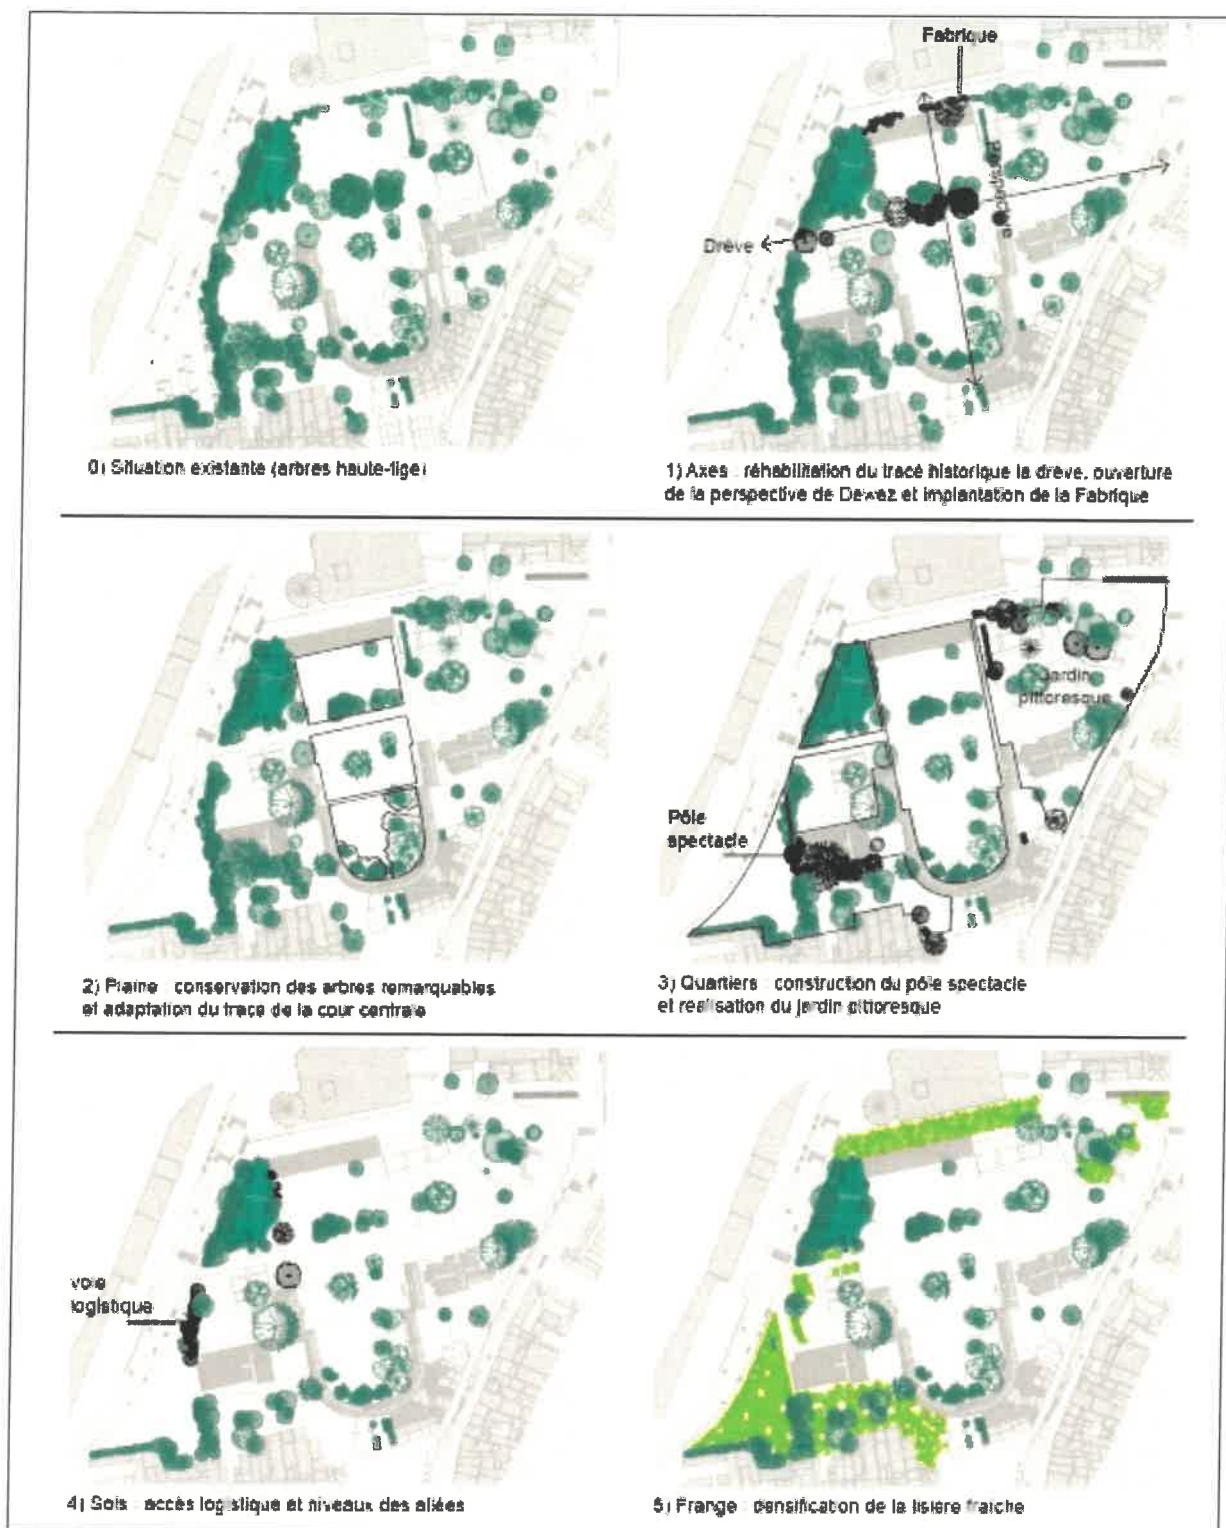 0) Situation existante (arbres haute-tige)
Fabrique
Drève
Perspective
1) Axes : réhabilitation du tracé historique la drève, ouverture
de la perspective de Dewez et implantation de la Fabrique
2) Plaine : conservation des arbres remarquables
et adaptation du tracé de la cour centrale
Jardin
pittoresque
Pôle
spectacle
3) Quartiers : construction du pôle spectacle
et réalisation du jardin pittoresque
voie
logistique
4) Sols : accès logistique et niveaux des allées
5) Frange : densification de la lisière fraîche